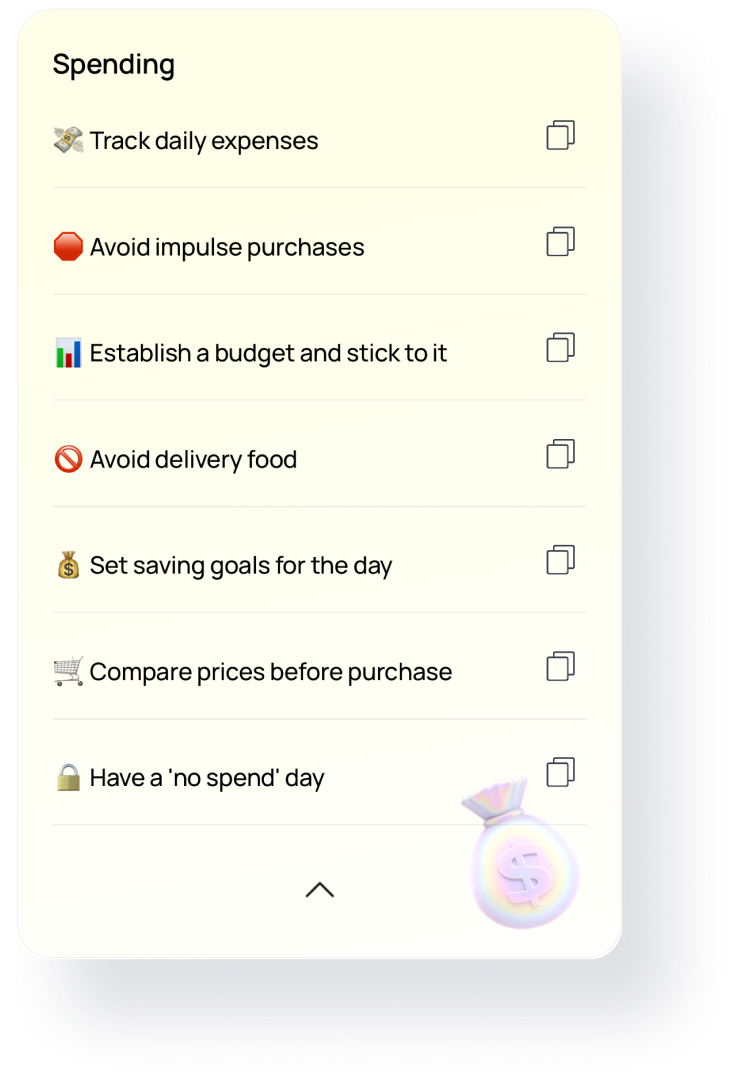 Spending
💸 Track daily expenses
🛑 Avoid impulse purchases
📊 Establish a budget and stick to it
🚫 Avoid delivery food
💰 Set saving goals for the day
🛒 Compare prices before purchase
🔒 Have a 'no spend' day
$